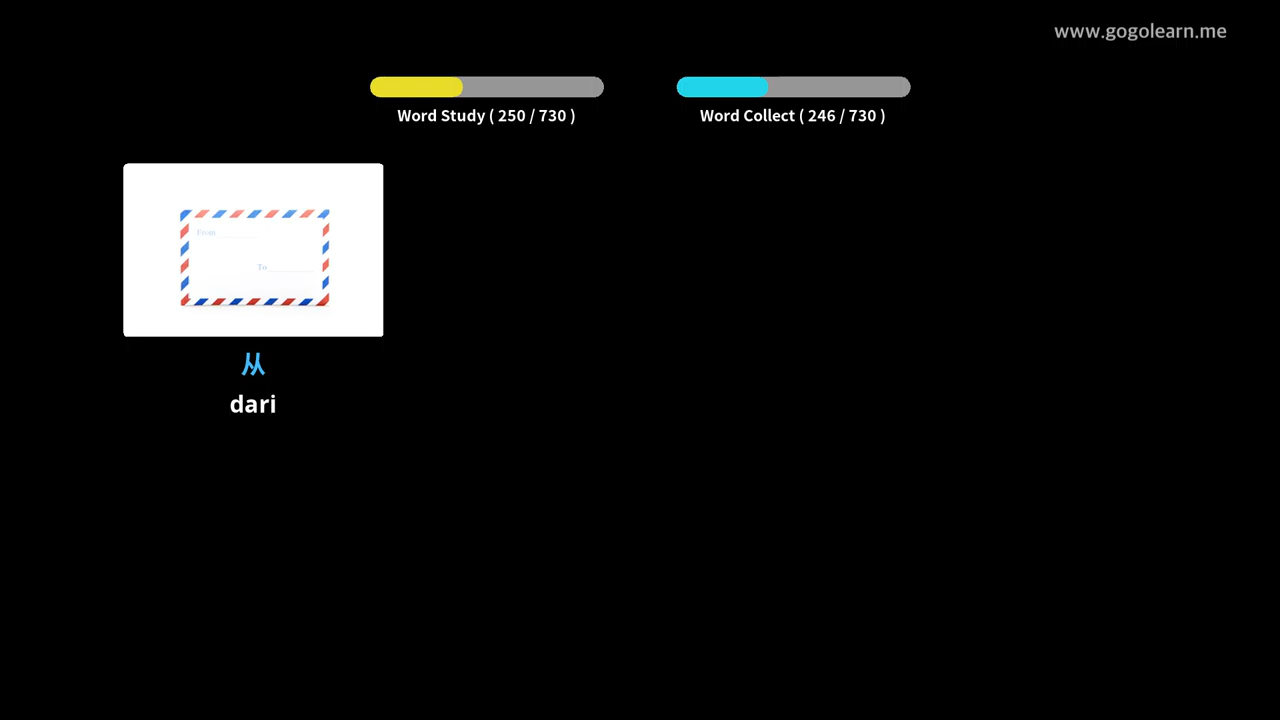 www.gogolearn.me
Word Study ( 250 / 730 )
Word Collect ( 246 / 730 )
From
To
从
dari